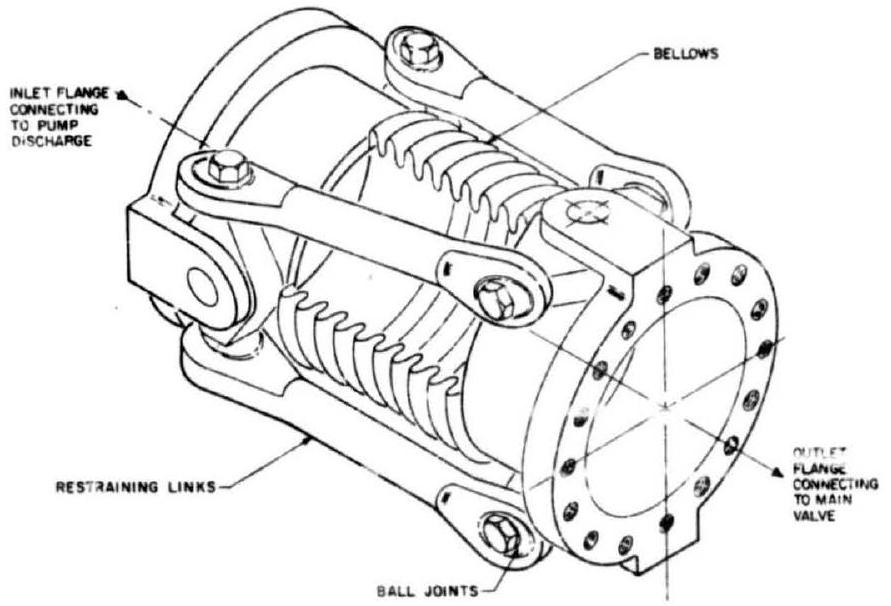 BELLOWS
INLET FLANGE
CONNECTING
TO PUMP
DISCHARGE
OUTLET
FLANGE
CONNECTING
TO MAIN
VALVE
RESTRAINING LINKS
BALL JOINTS